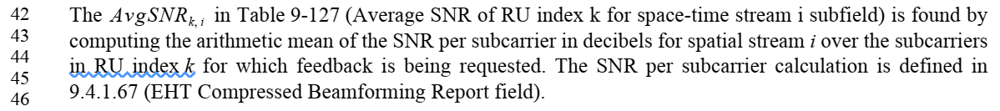 42 The AvgSNRk, i in Table 9-127 (Average SNR of RU index k for space-time stream i subfield) is found by
43 computing the arithmetic mean of the SNR per subcarrier in decibels for spatial stream i over the subcarriers
44 in RU index k for which feedback is being requested. The SNR per subcarrier calculation is defined in
45 9.4.1.67 (EHT Compressed Beamforming Report field).
46